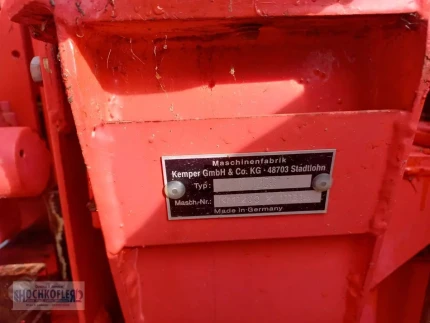 Maschinenfabrik
Kemper GmbH & Co. KG · 48703 Stadtlohn
Typ:
Masch.-Nr.:
Made in Germany